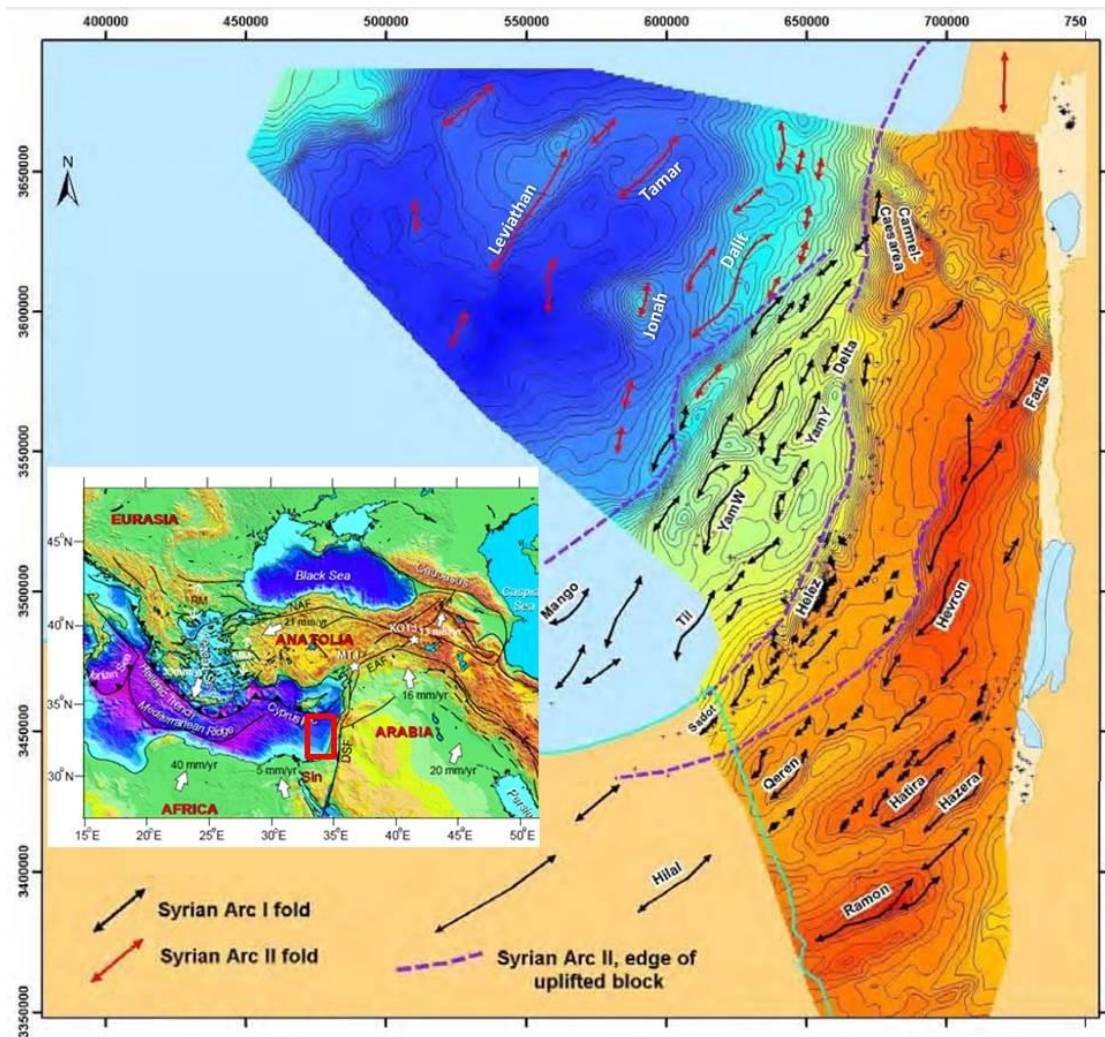 400000 450000 500000 550000 600000 650000 700000 750
3650000
3600000
3550000
3500000
3450000
3400000
3350000
N
Leviathan
Tamar
Dalit
Jonah
Carmel-
Caesarea
Delta
Faria
YamY
YamW
Mango
Til
Helez
Hevron
Sadot
Qeren
Hatira
Hazera
Hilal
Ramon
EURASIA
45°N
Black Sea
Caucasus
Caspian
Sea
RM
NAF
21 mm/yr
40°N
ANATOLIA
KOTJ
MTJ
EAF
16 mm/yr
35°N
Hellenic Trench
Mediterranean Ridge
Cyprus
ARABIA
DSF
40 mm/yr
5 mm/yr
Sin
20 mm/yr
30°N
AFRICA
15°E 20°E 25°E 30°E 35°E 40°E 45°E 50°E
Syrian Arc I fold
Syrian Arc II fold
Syrian Arc II, edge of
uplifted block